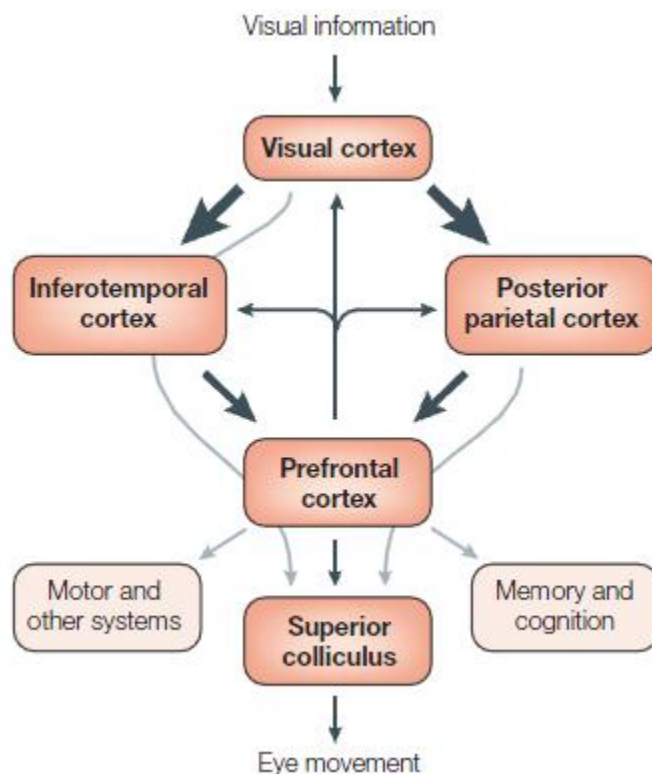 Visual information
Visual cortex
Inferotemporal
cortex
Posterior
parietal cortex
Prefrontal
cortex
Motor and
other systems
Memory and
cognition
Superior
colliculus
Eye movement